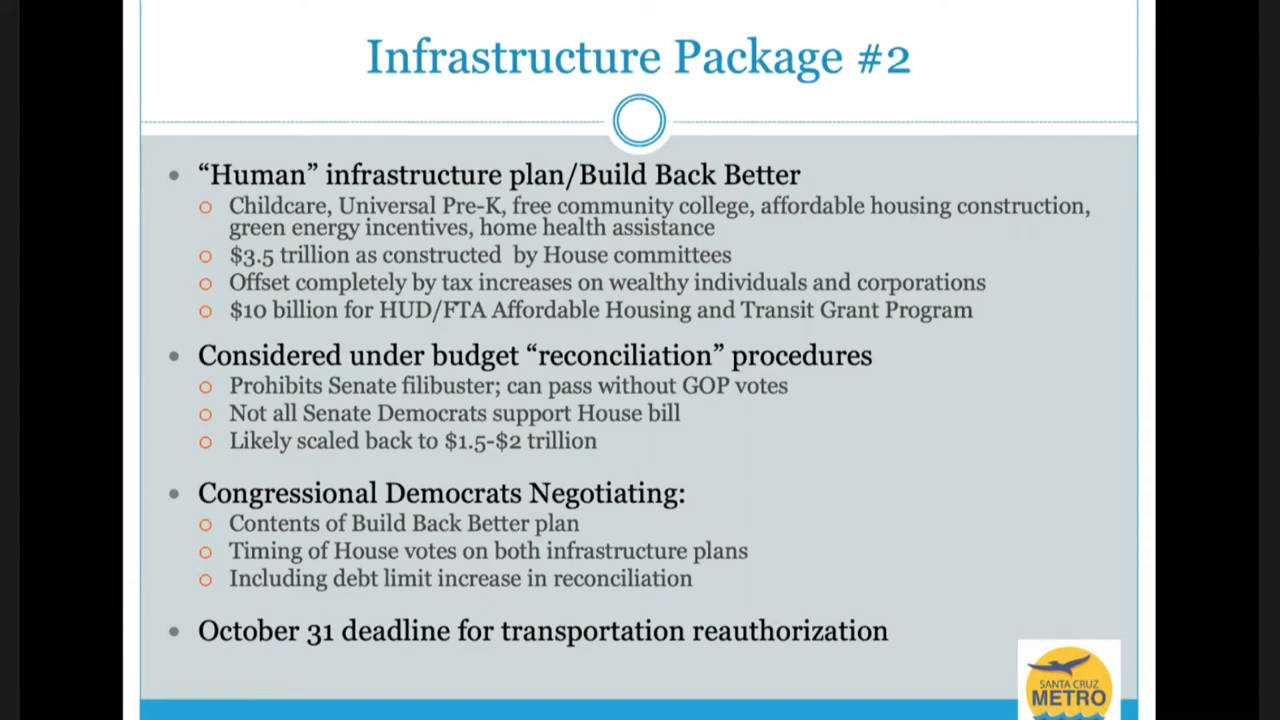 Infrastructure Package #2
“Human” infrastructure plan/Build Back Better
Childcare, Universal Pre-K, free community college, affordable housing construction,
green energy incentives, home health assistance
$3.5 trillion as constructed by House committees
Offset completely by tax increases on wealthy individuals and corporations
$10 billion for HUD/FTA Affordable Housing and Transit Grant Program
Considered under budget “reconciliation” procedures
Prohibits Senate filibuster; can pass without GOP votes
Not all Senate Democrats support House bill
Likely scaled back to $1.5-$2 trillion
Congressional Democrats Negotiating:
Contents of Build Back Better plan
Timing of House votes on both infrastructure plans
Including debt limit increase in reconciliation
October 31 deadline for transportation reauthorization
SANTA CRUZ
METRO